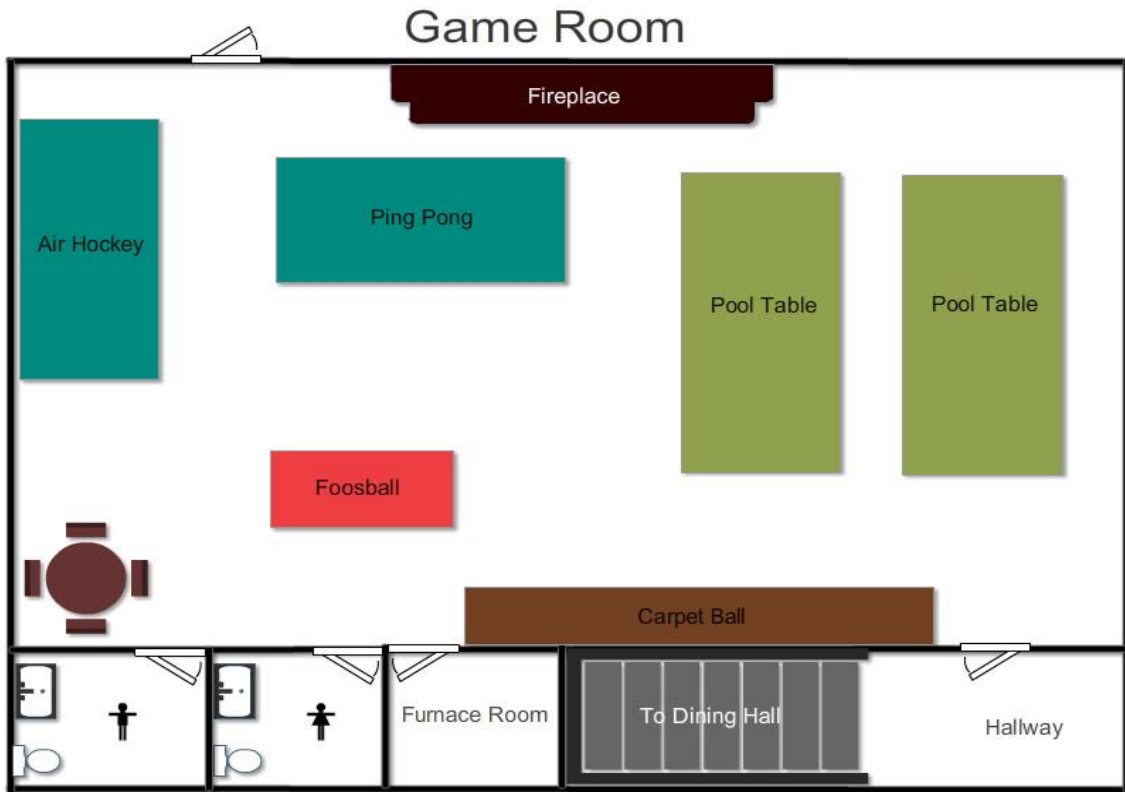 Game Room
Fireplace
Ping Pong
Air Hockey
Pool Table
Pool Table
Foosball
Carpet Ball
Furnace Room
To Dining Hall
Hallway